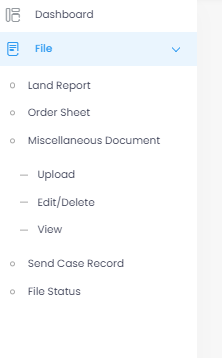 Dashboard
File
Land Report
Order Sheet
Miscellaneous Document
Upload
Edit/Delete
View
Send Case Record
File Status